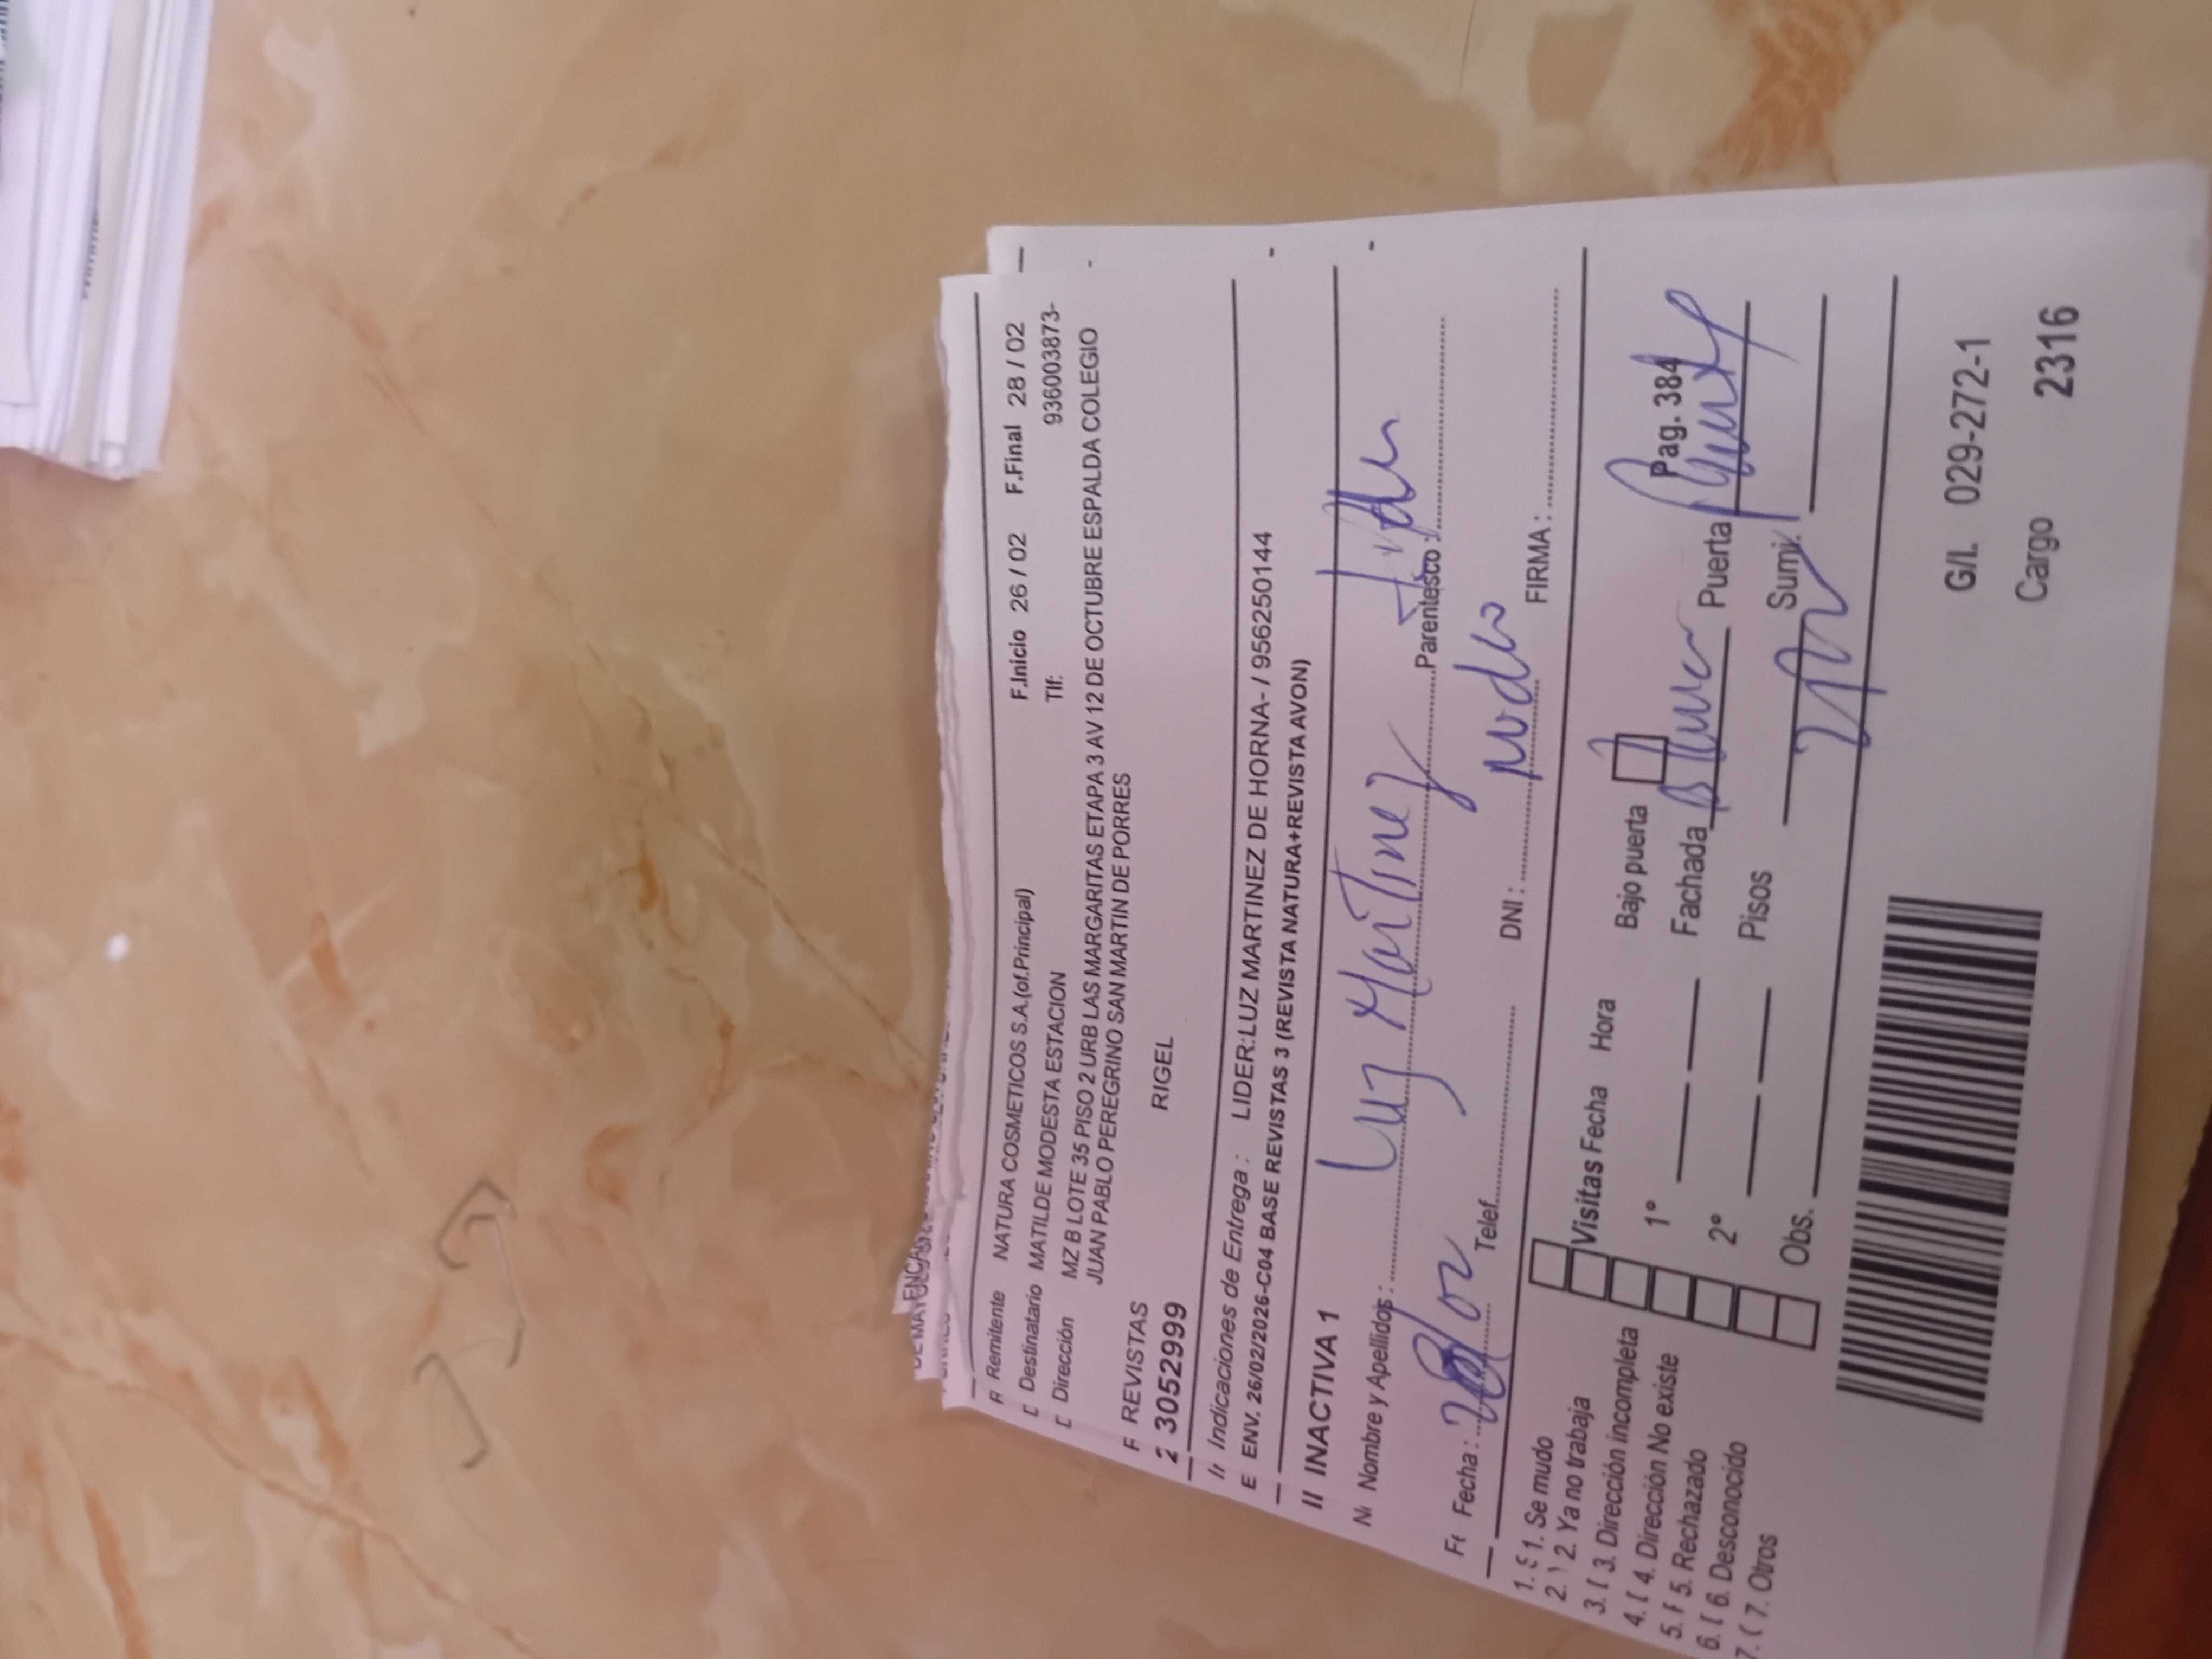 Remitente NATURA COSMETICOS S.A.(of.Principal) F.Inicio 26 / 02 F.Final 28 / 02
Destinatario MATILDE MODESTA ESTACION Tlf: 936003873-
Dirección MZ B LOTE 35 PISO 2 URB LAS MARGARITAS ETAPA 3 AV 12 DE OCTUBRE ESPALDA COLEGIO
JUAN PABLO PEREGRINO SAN MARTIN DE PORRES
REVISTAS RIGEL
2 3052999
Indicaciones de Entrega : LIDER:LUZ MARTINEZ DE HORNA- / 956250144
ENV. 26/02/2026-C04 BASE REVISTAS 3 (REVISTA NATURA+REVISTA AVON)
INACTIVA 1
Nombre y Apellidos : Luz Martinez Parentesco :
Fecha : 28/02 Telef. DNI : FIRMA :
1. Se mudo
2. Ya no trabaja
3. Dirección incompleta
4. Dirección No existe
5. Rechazado
6. Desconocido
7. Otros
Visitas Fecha Hora Bajo puerta Pag. 384
1º Fachada Puerta
2º Pisos Sumi.
Obs.
G/L 029-272-1
Cargo 2316